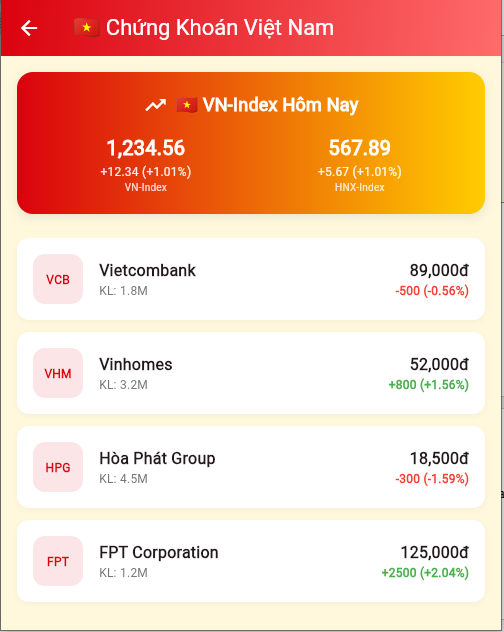 🇻🇳 Chứng Khoán Việt Nam
🇻🇳 VN-Index Hôm Nay
1,234.56 567.89
+12.34 (+1.01%) +5.67 (+1.01%)
VN-Index HNX-Index
VCB
Vietcombank 89,000đ
KL: 1.8M -500 (-0.56%)
VHM
Vinhomes 52,000đ
KL: 3.2M +800 (+1.56%)
HPG
Hòa Phát Group 18,500đ
KL: 4.5M -300 (-1.59%)
FPT
FPT Corporation 125,000đ
KL: 1.2M +2500 (+2.04%)